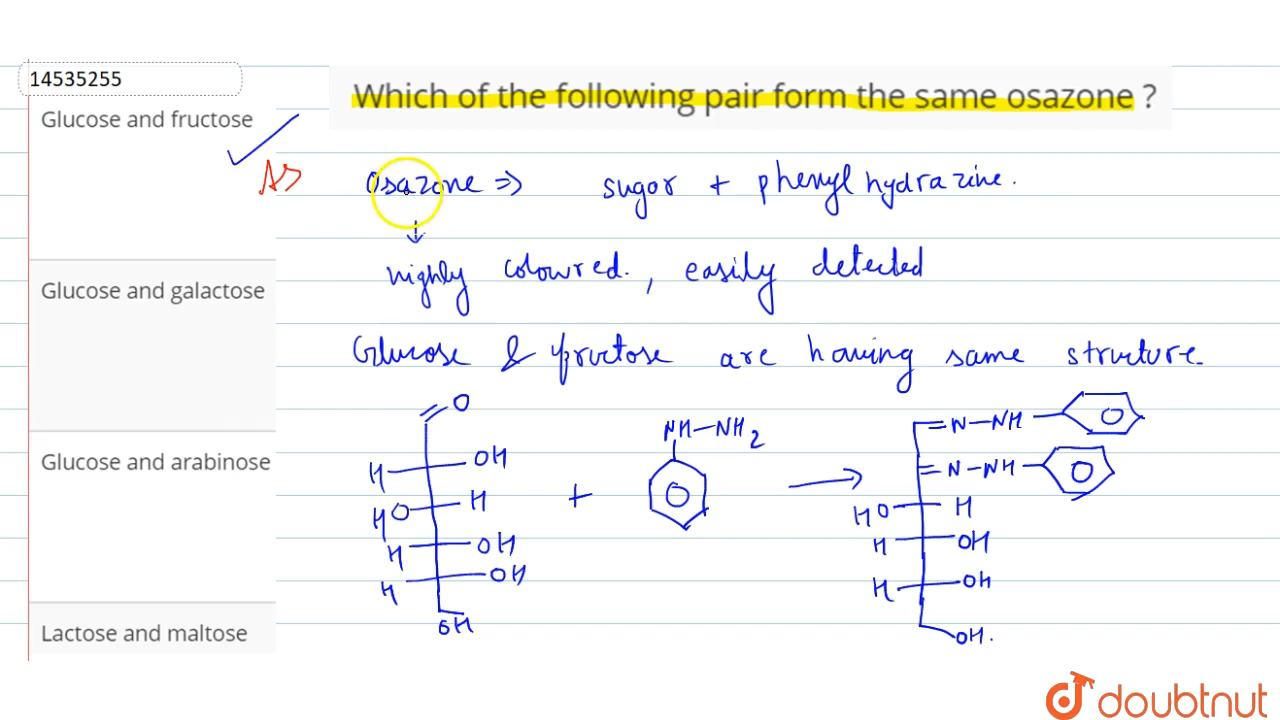 14535255
Which of the following pair form the same osazone ?
Glucose and fructose
Glucose and galactose
Glucose and arabinose
Lactose and maltose
As
Osazone ⇒ sugar + phenyl hydrazine.
↓
highly coloured. , easily detected
Glucose & fructose are having same structure.
O
H OH
HO H
H OH
H OH
OH
+
NH-NH2
→
=N-NH
=N-NH
HO H
H OH
H OH
OH.
doubtnut